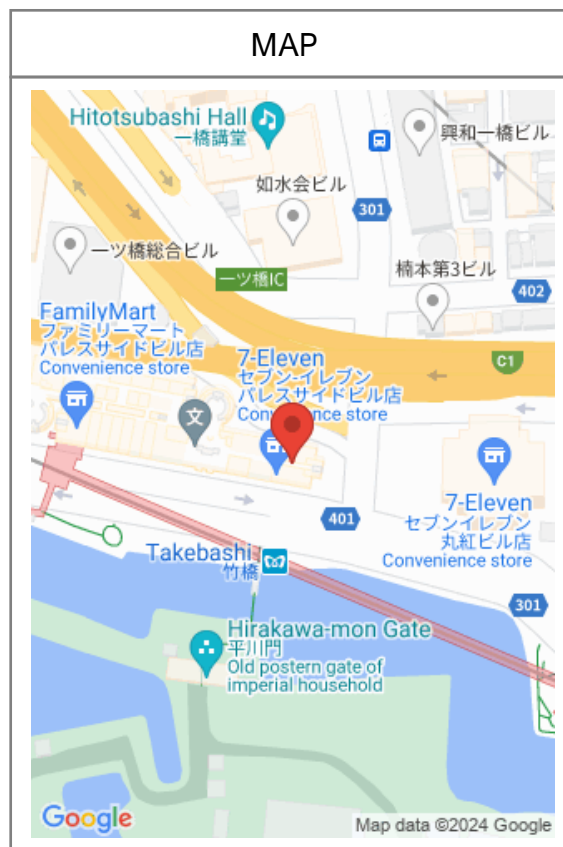 MAP
Hitotsubashi Hall
一橋講堂
興和一橋ビル
如水会ビル
301
一ツ橋総合ビル
楠本第3ビル
一ツ橋IC
402
FamilyMart
ファミリーマート
パレスサイドビル店
Convenience store
7-Eleven
セブン-イレブン
パレスサイドビル店
Convenience store
C1
文
401
7-Eleven
セブンイレブン
丸紅ビル店
Convenience store
Takebashi
竹橋
301
Hirakawa-mon Gate
平川門
Old postern gate of
imperial household
Google
Map data ©2024 Google